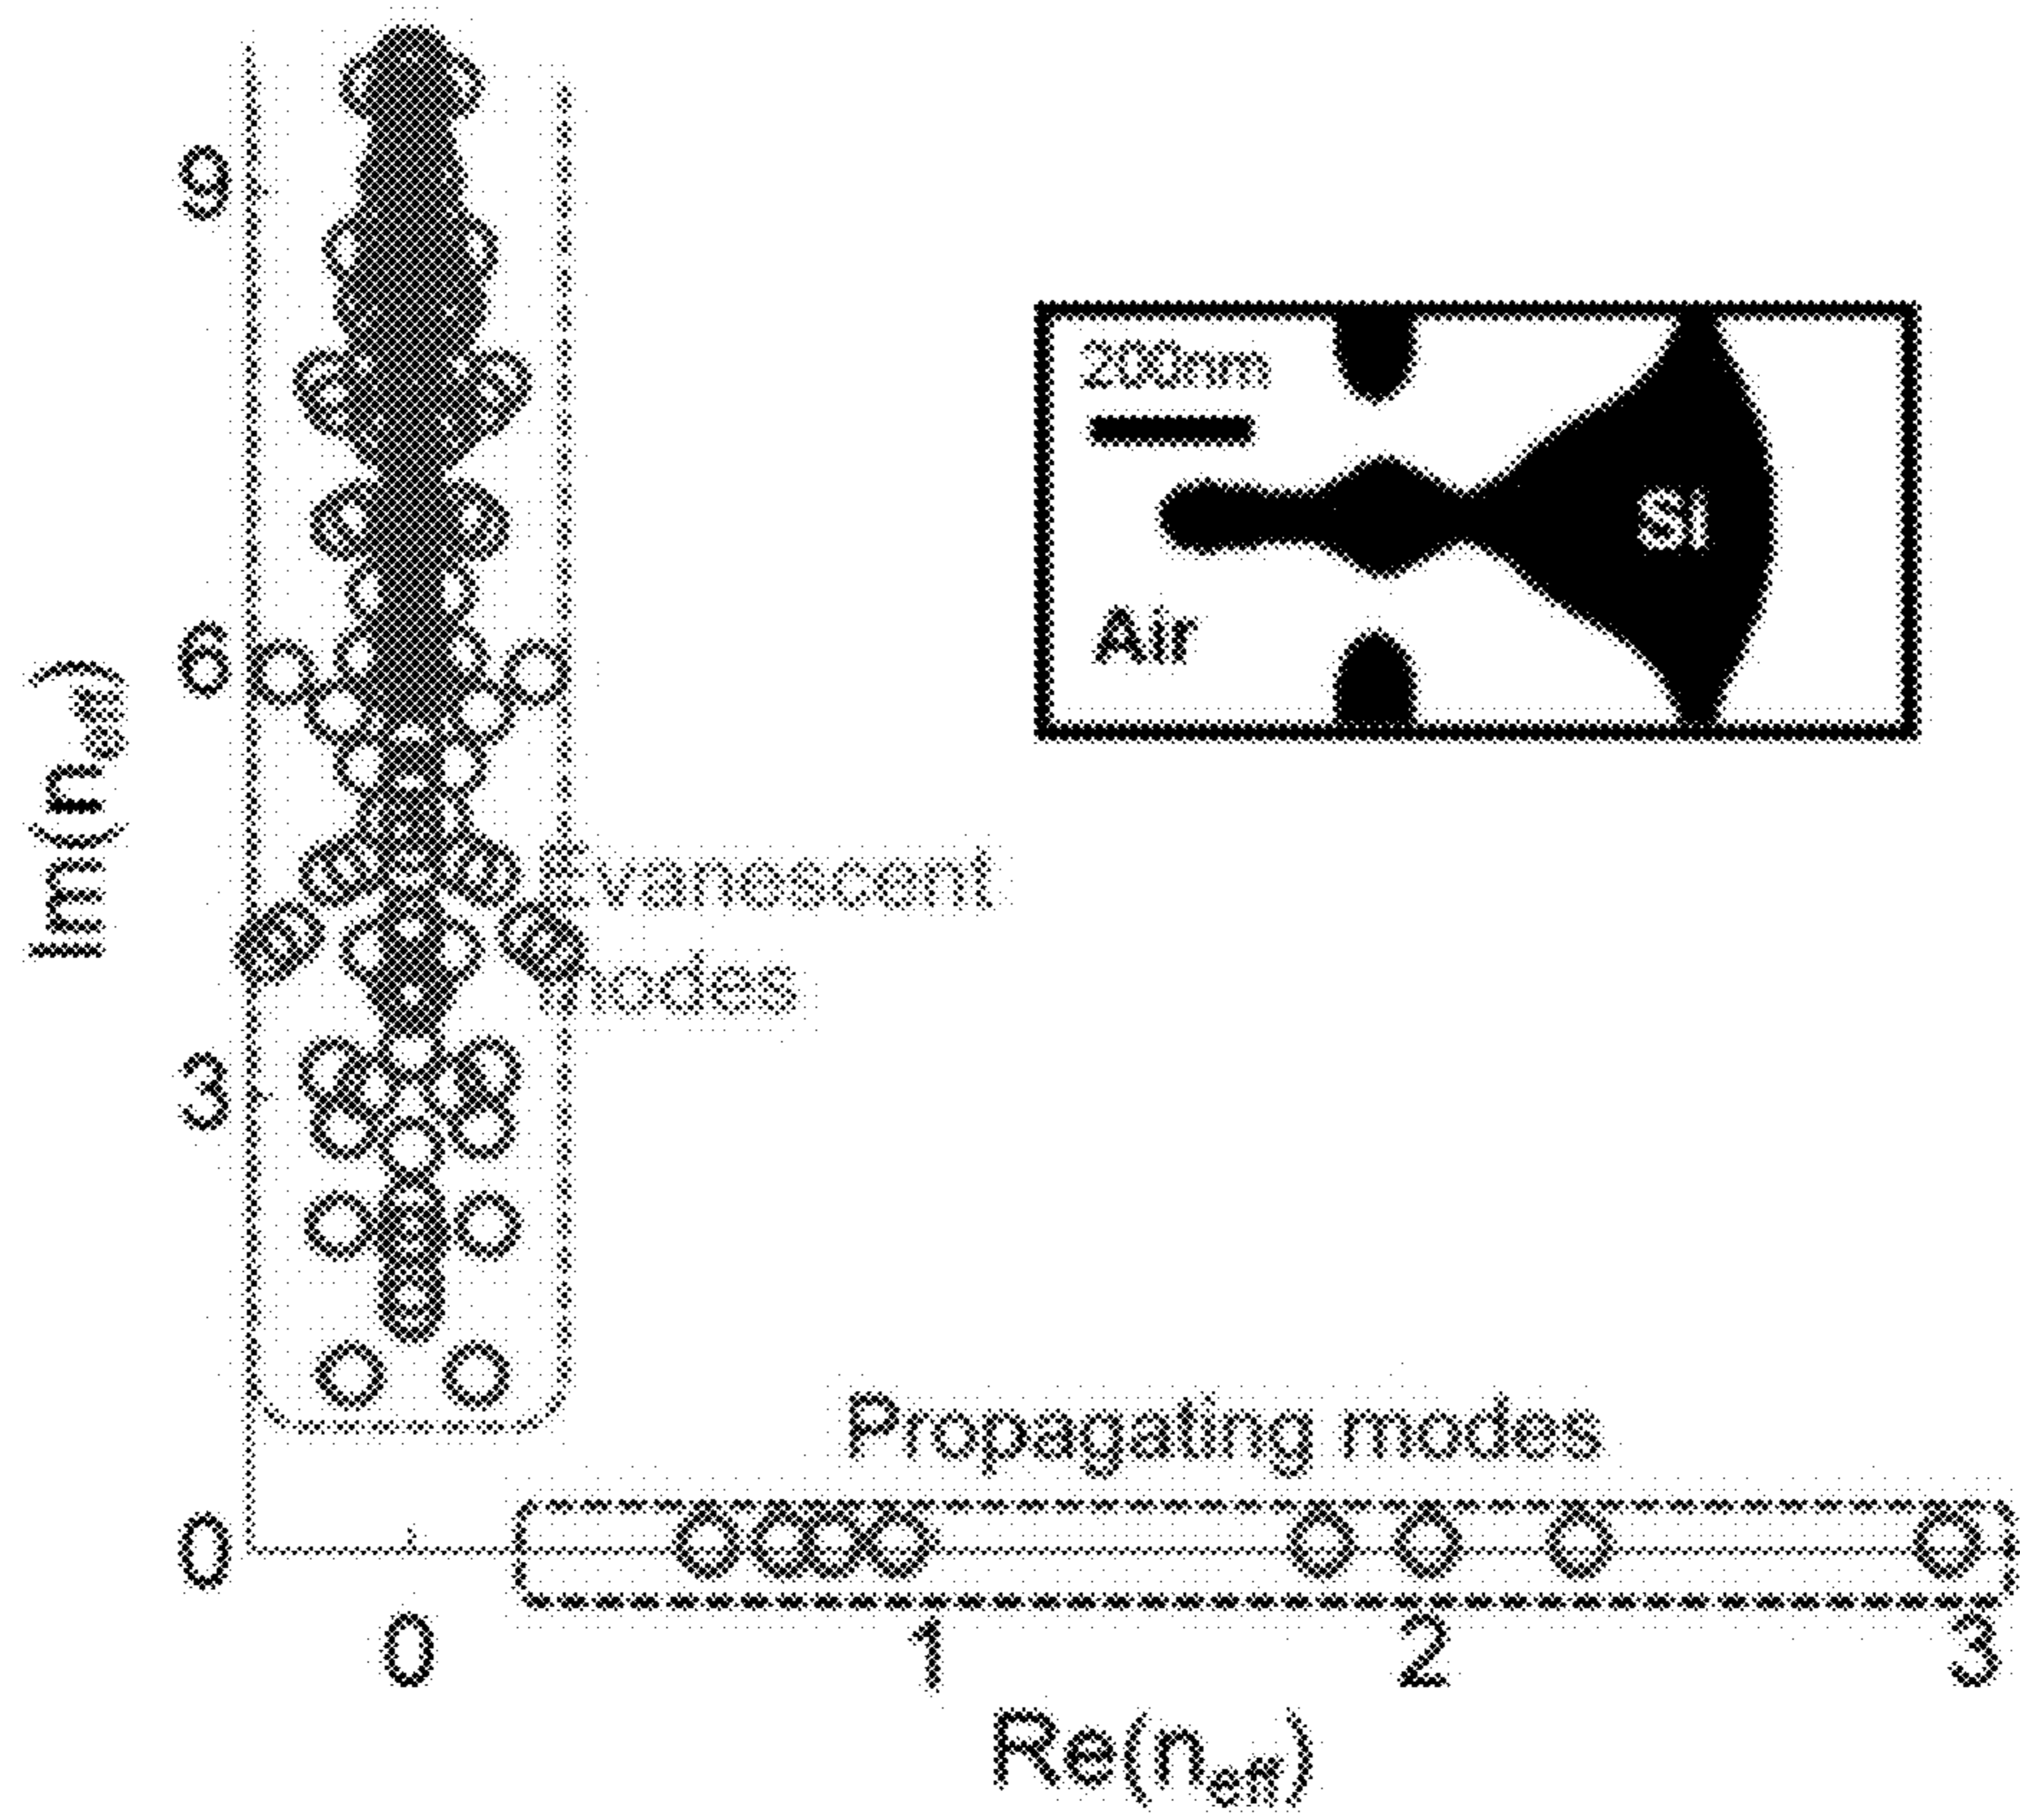 9
6
3
0
Im(n_eff)
200nm
Si
Air
Evanescent
modes
Propagating modes
0 1 2 3
Re(n_eff)